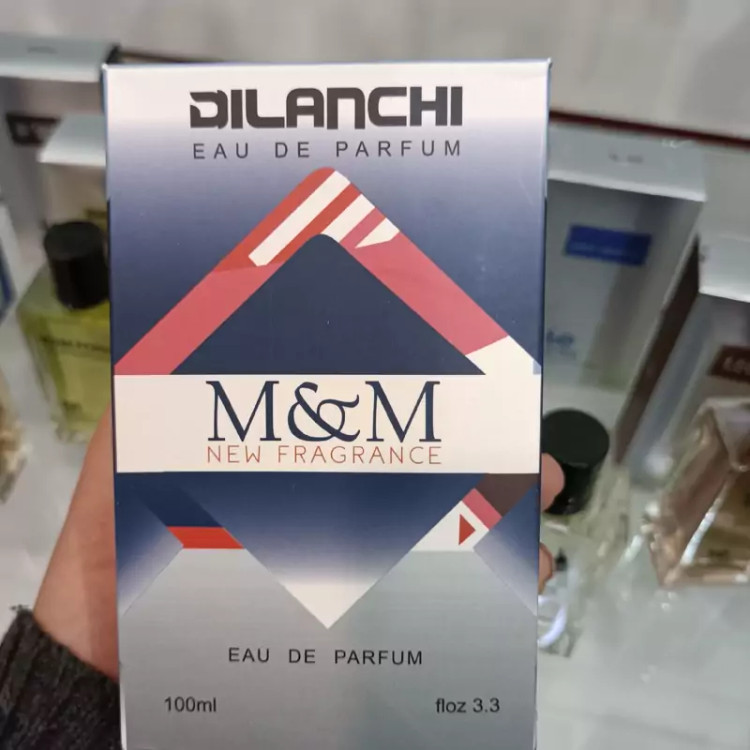 DILANCHI
EAU DE PARFUM
M&M
NEW FRAGRANCE
EAU DE PARFUM
100ml floz 3.3